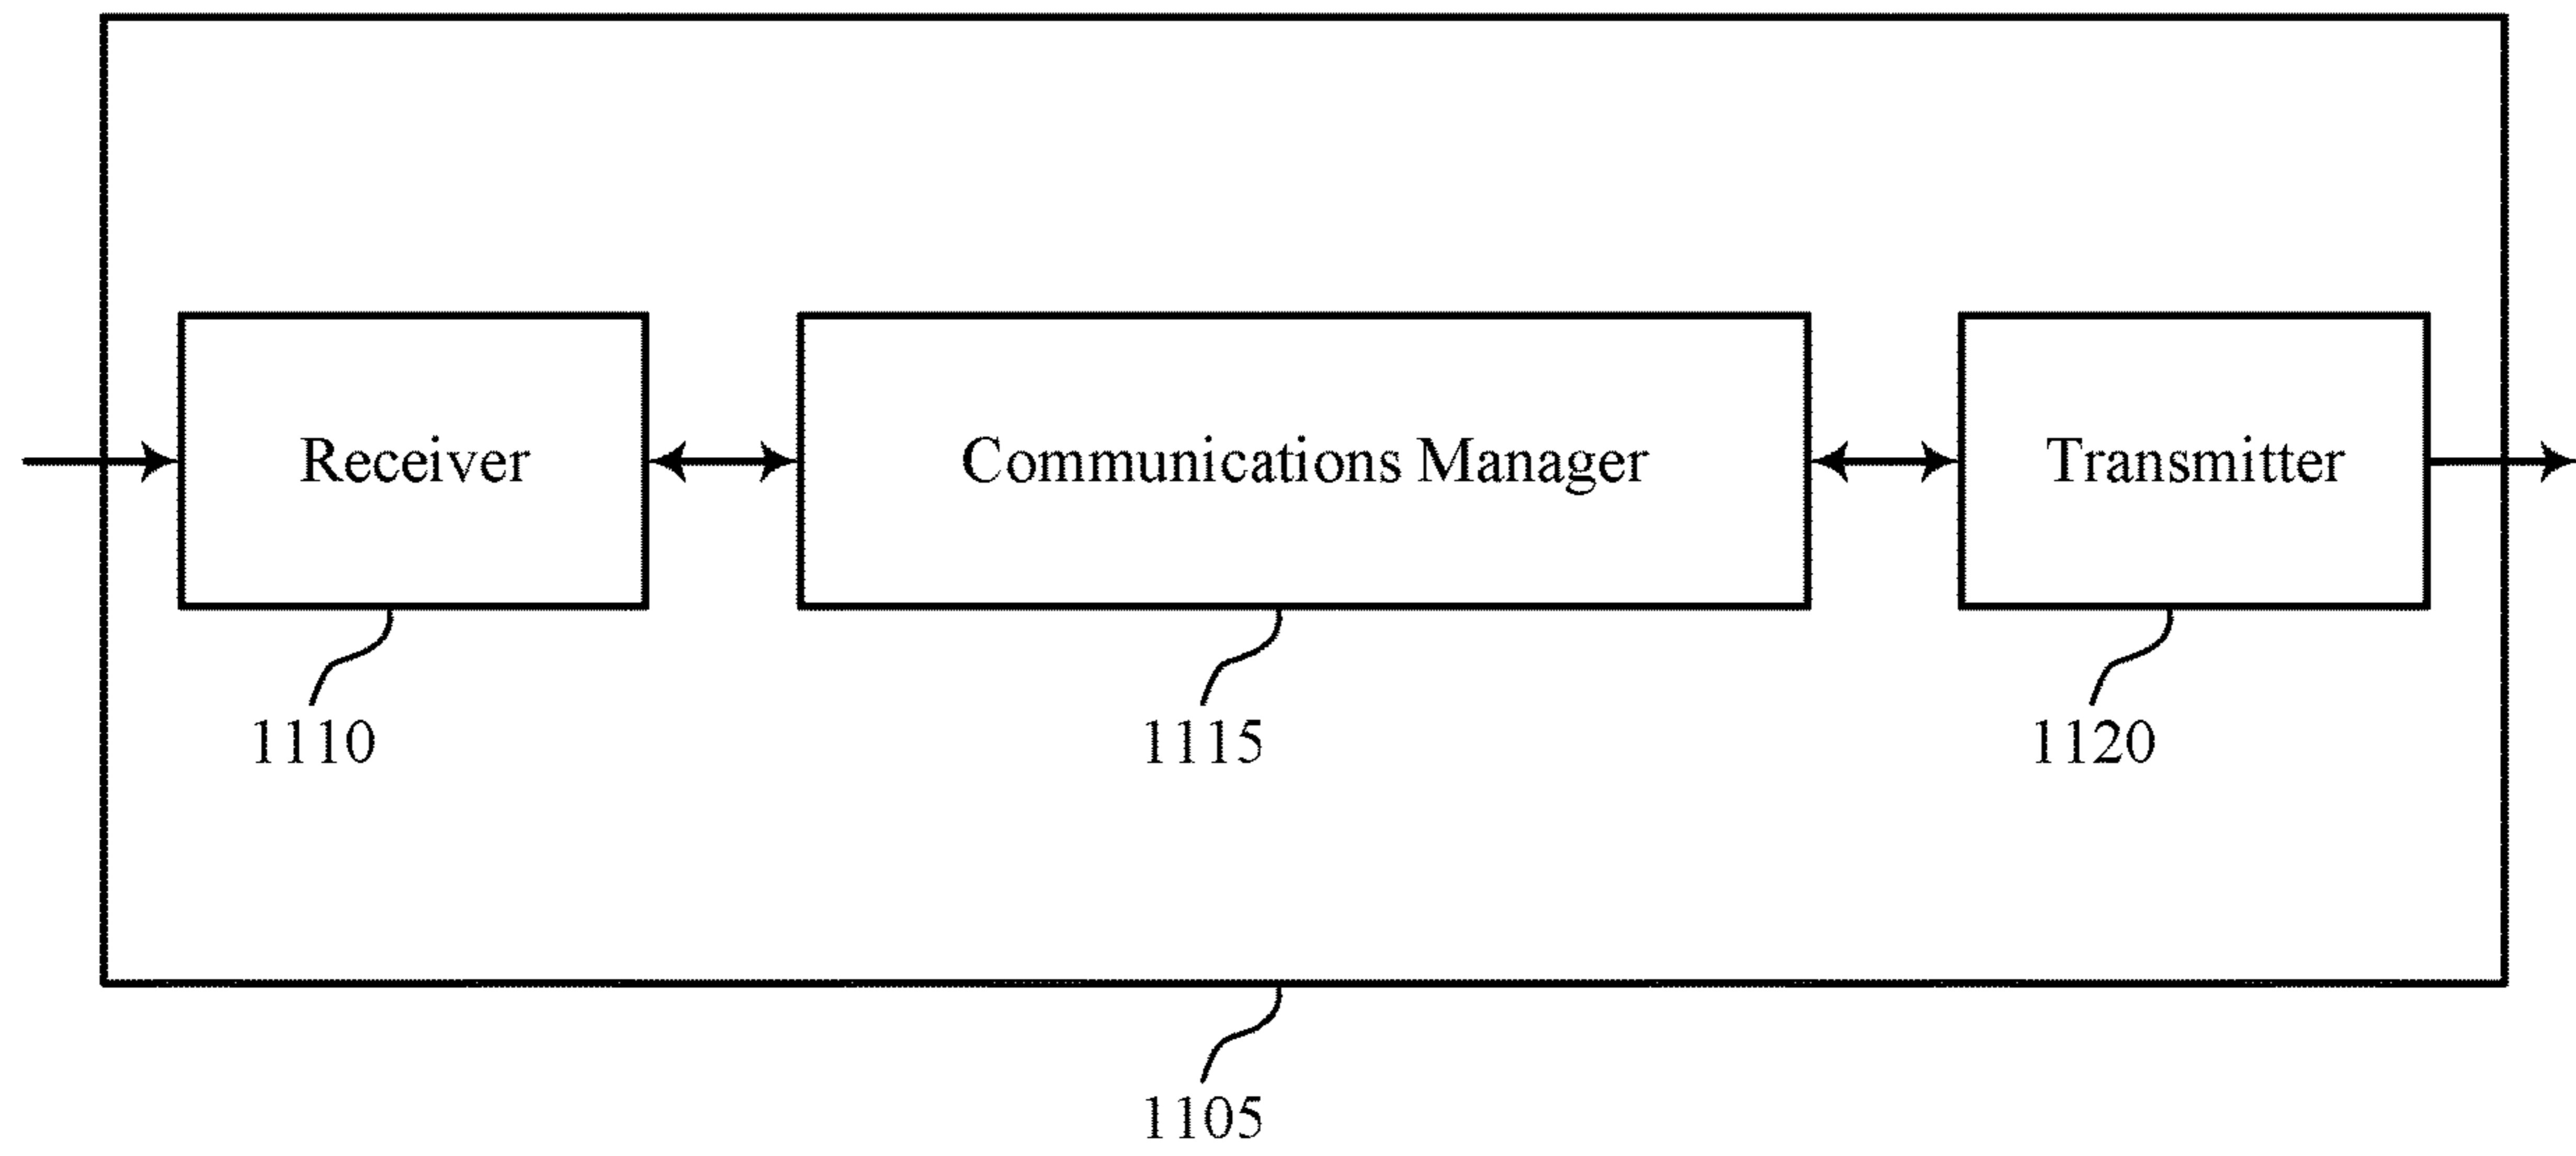 Receiver
Communications Manager
Transmitter
1110
1115
1120
1105